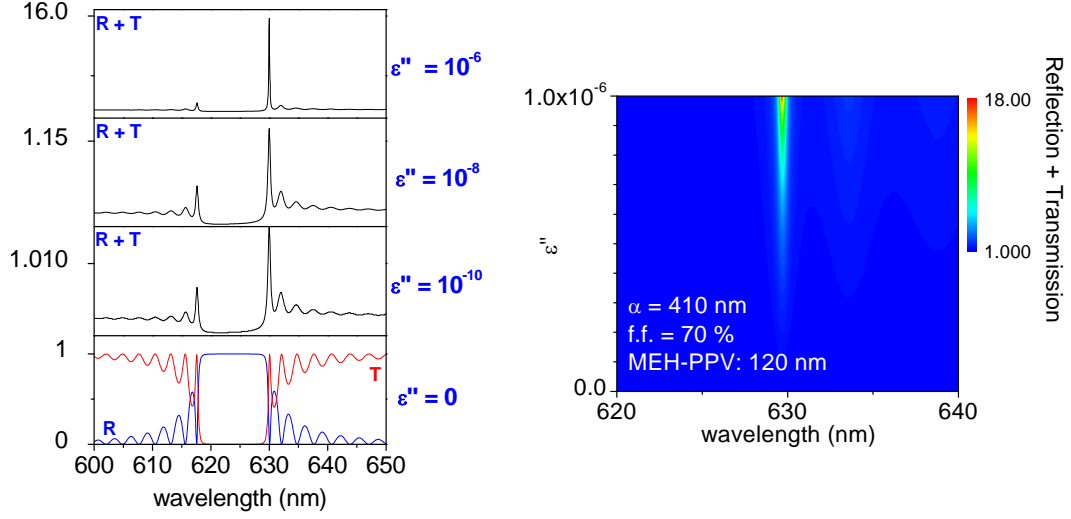 16.0
R + T
ε" = 10-6
1.15
R + T
ε" = 10-8
R + T
1.010
ε" = 10-10
1
T
ε" = 0
R
0
600 610 620 630 640 650
wavelength (nm)
1.0x10-6
ε"
0.0
α = 410 nm
f.f. = 70 %
MEH-PPV: 120 nm
620 630 640
wavelength (nm)
18.00
1.000
Reflection + Transmission